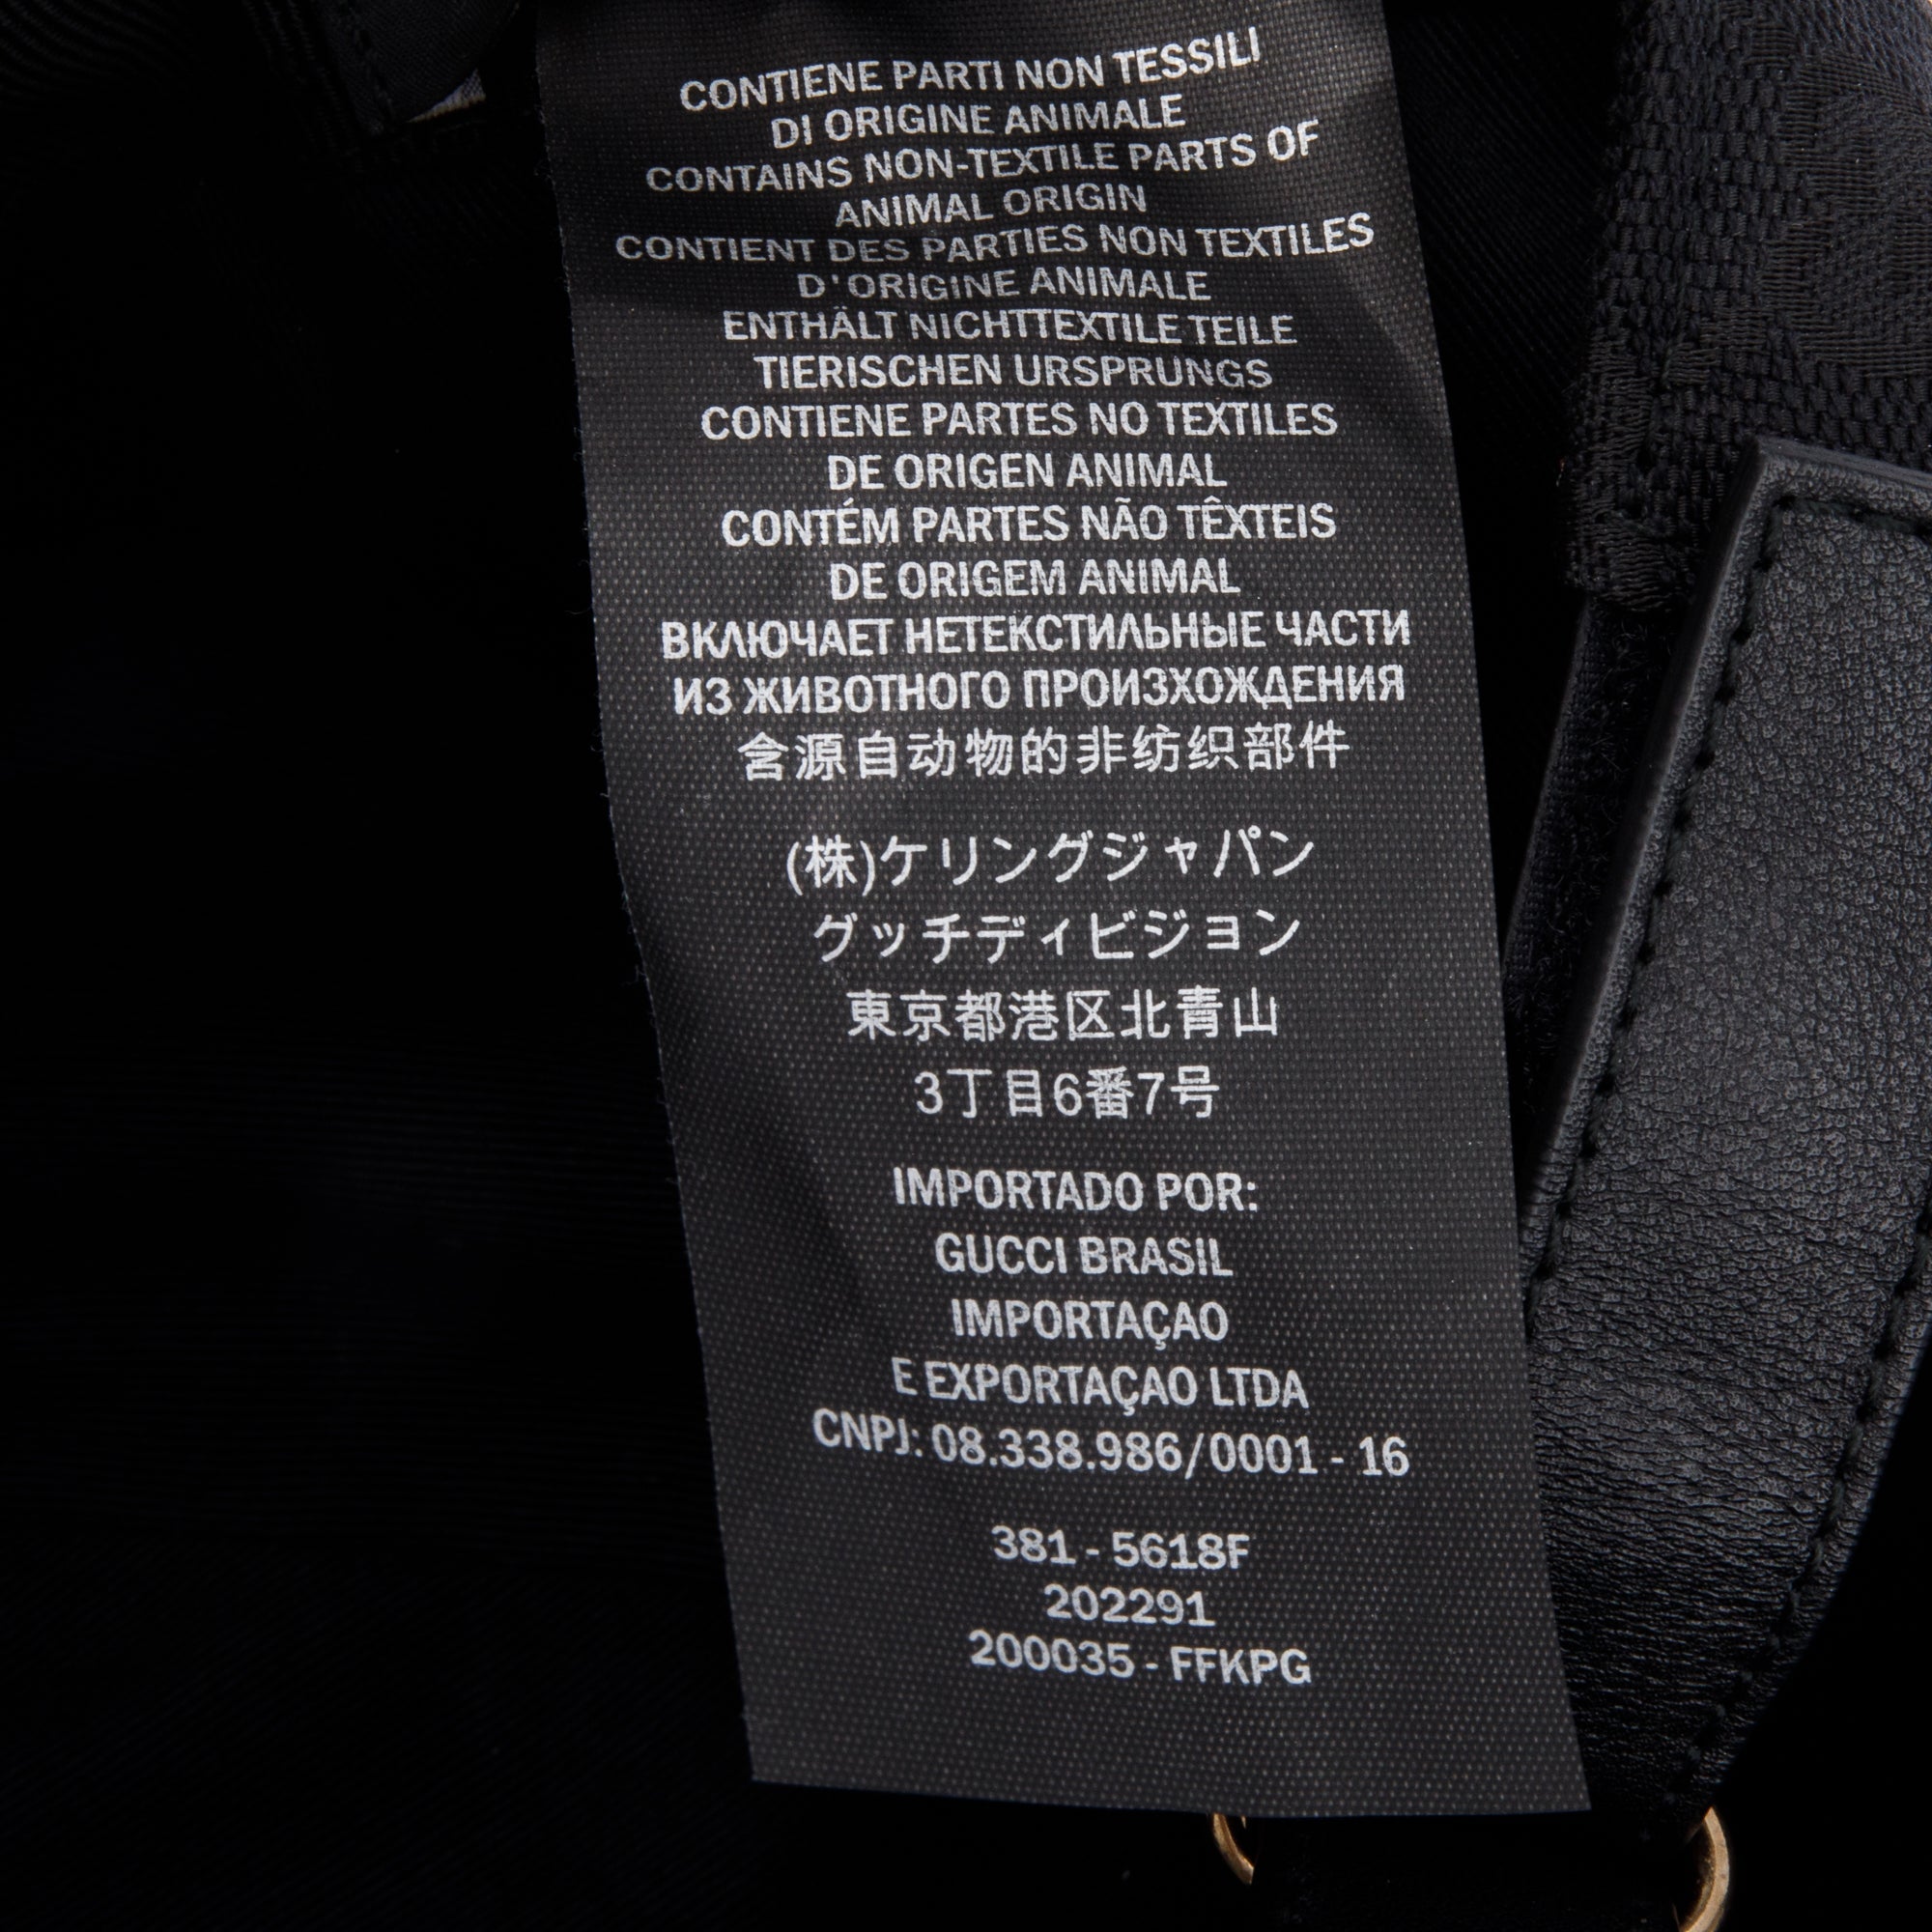 CONTIENE PARTI NON TESSILI
DI ORIGINE ANIMALE
CONTAINS NON-TEXTILE PARTS OF
ANIMAL ORIGIN
CONTIENT DES PARTIES NON TEXTILES
D'ORIGINE ANIMALE
ENTHÄLT NICHTTEXTILE TEILE
TIERISCHEN URSPRUNGS
CONTIENE PARTES NO TEXTILES
DE ORIGEN ANIMAL
CONTÉM PARTES NÃO TÊXTEIS
DE ORIGEM ANIMAL
ВКЛЮЧАЕТ НЕТЕКСТИЛЬНЫЕ ЧАСТИ
ИЗ ЖИВОТНОГО ПРОИЗХОЖДЕНИЯ
含源自动物的非纺织部件
(株)ケリングジャパン
グッチディビジョン
東京都港区北青山
3丁目6番7号
IMPORTADO POR:
GUCCI BRASIL
IMPORTAÇAO
E EXPORTAÇAO LTDA
CNPJ: 08.338.986/0001 - 16
381 - 5618F
202291
200035 - FFKPG